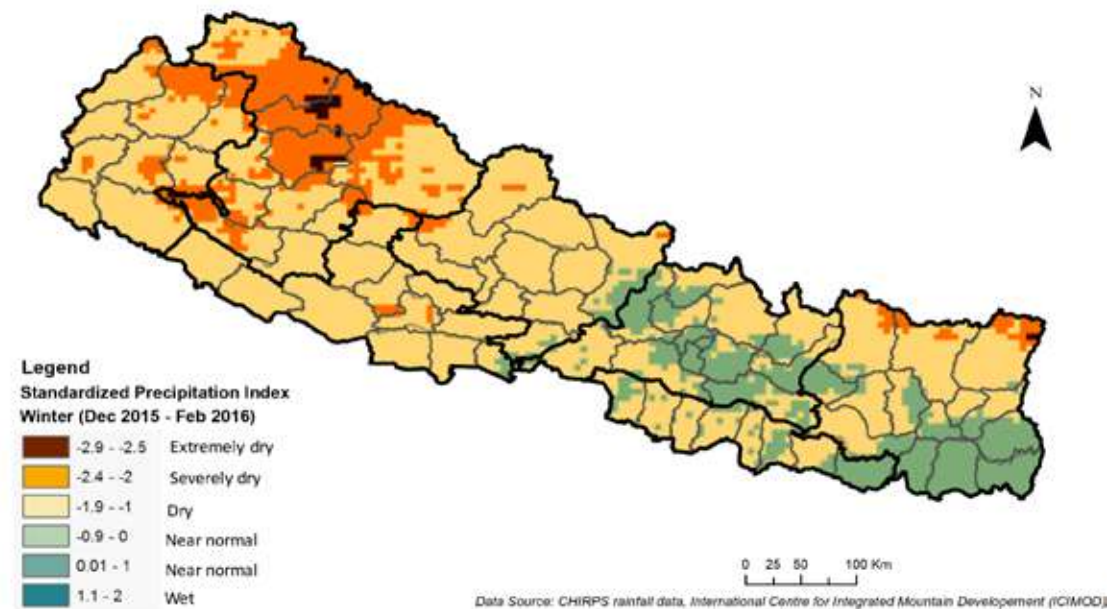 N
Legend
Standardized Precipitation Index
Winter (Dec 2015 - Feb 2016)
-2.9 - -2.5 Extremely dry
-2.4 - -2 Severely dry
-1.9 - -1 Dry
-0.9 - 0 Near normal
0.01 - 1 Near normal
1.1 - 2 Wet
0 25 50 100 Km
Data Source: CHIRPS rainfall data, International Centre for Integrated Mountain Developement (ICIMOD)